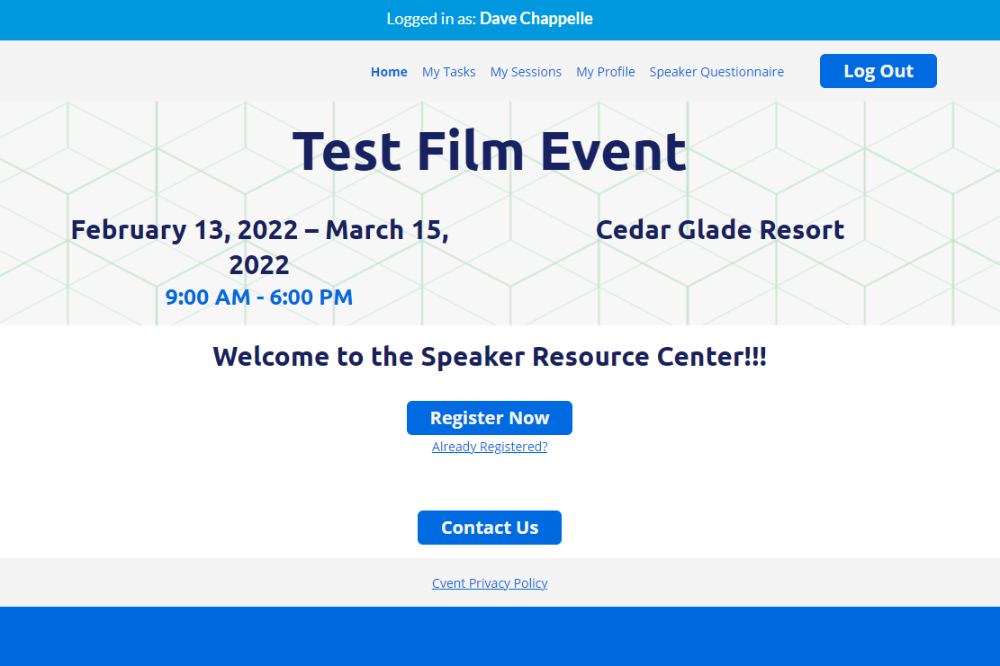 Logged in as: Dave Chappelle
Home My Tasks My Sessions My Profile Speaker Questionnaire Log Out
Test Film Event
February 13, 2022 – March 15,
2022
9:00 AM - 6:00 PM
Cedar Glade Resort
Welcome to the Speaker Resource Center!!!
Register Now
Already Registered?
Contact Us
Cvent Privacy Policy